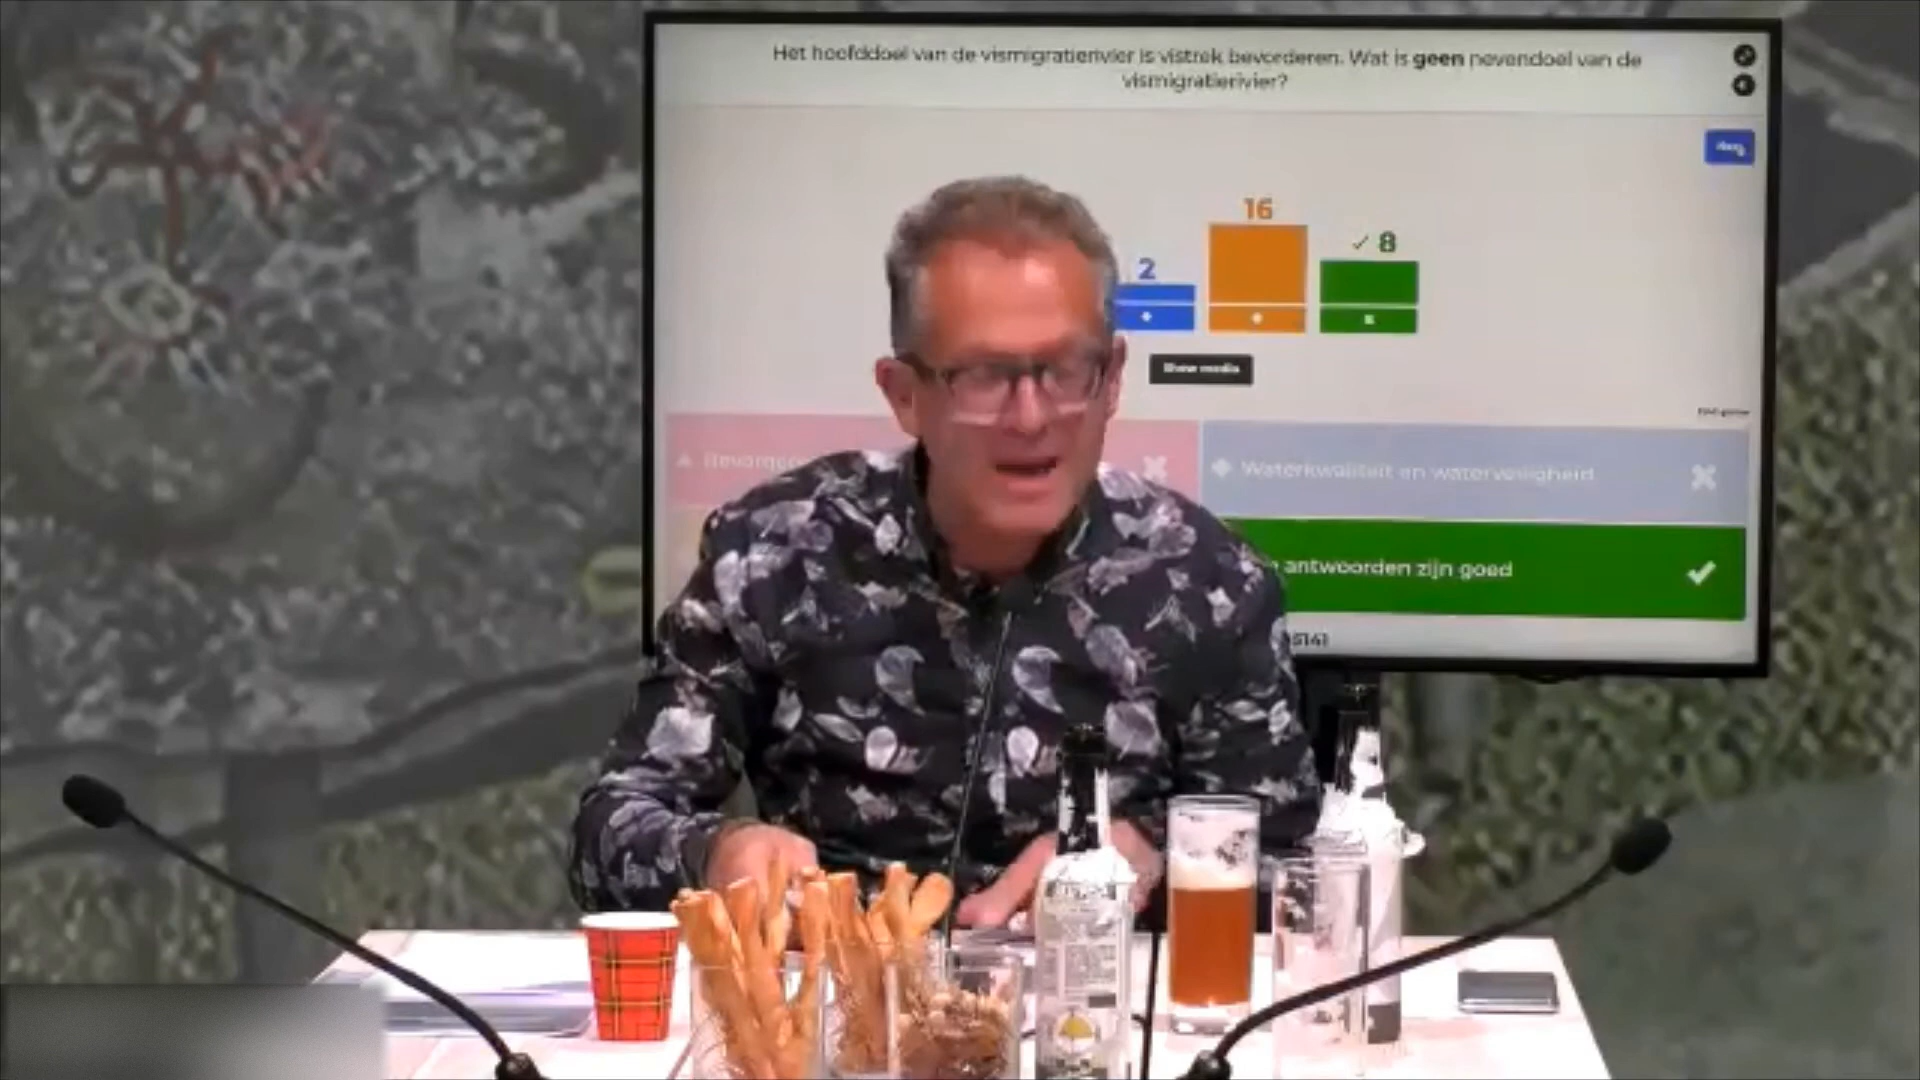 Het hoofddoel van de vismigratierivier is vistrek bevorderen. Wat is geen nevendoel van de
vismigratierivier?
16
✓ 8
2
Show media
Waterkwaliteit en waterveiligheid
antwoorden zijn goed